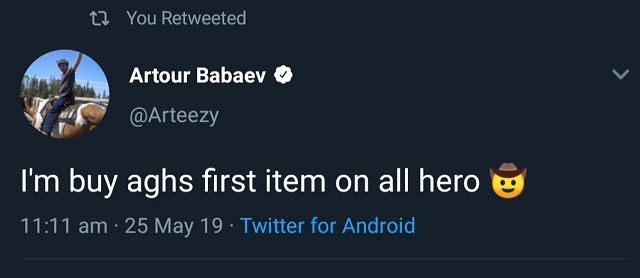 You Retweeted
Artour Babaev
@Arteezy
I'm buy aghs first item on all hero 🤠
11:11 am · 25 May 19 · Twitter for Android